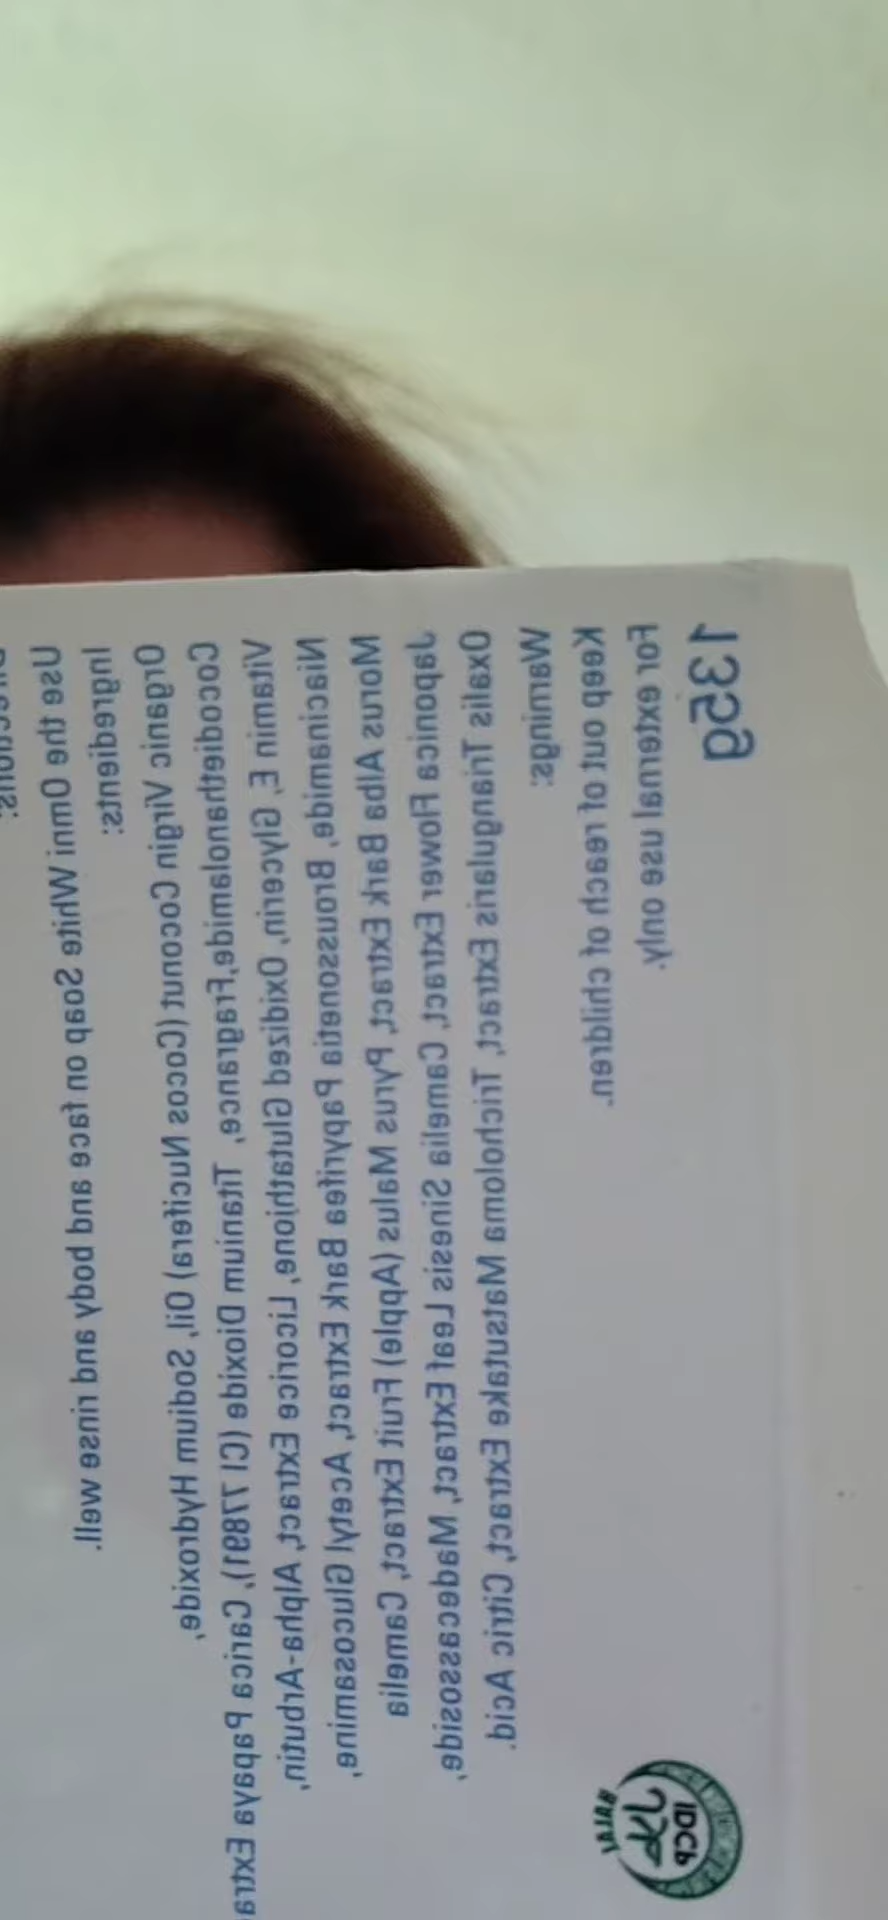 Use the Omni White Soap on face and body and rinse well.
Ingredients:
Organic Virgin Coconut (Cocos Nucifera) Oil, Sodium Hydroxide,
Cocodiethanolamide,Fragrance, Titanium Dioxide (CI 77891), Carica Papaya Extra
Vitamin E, Glycerin, Oxidized Glutathione, Licorice Extract, Alpha-Arbutin,
Niacinamide, Broussonetia Papyrifea Bark Extract, Acetyl Glucosamine,
Morus Alba Bark Extract, Pyrus Malus (Apple) Fruit Extract, Camelia
Japonica Flower Extract, Camelia Sinesis Leaf Extract, Madecassoside,
Oxalis Triangularis Extract, Tricholoma Matsutake Extract, Citric Acid.
Warnings:
Keep out of reach of children.
For external use only.
135g
IDCP
HALAL